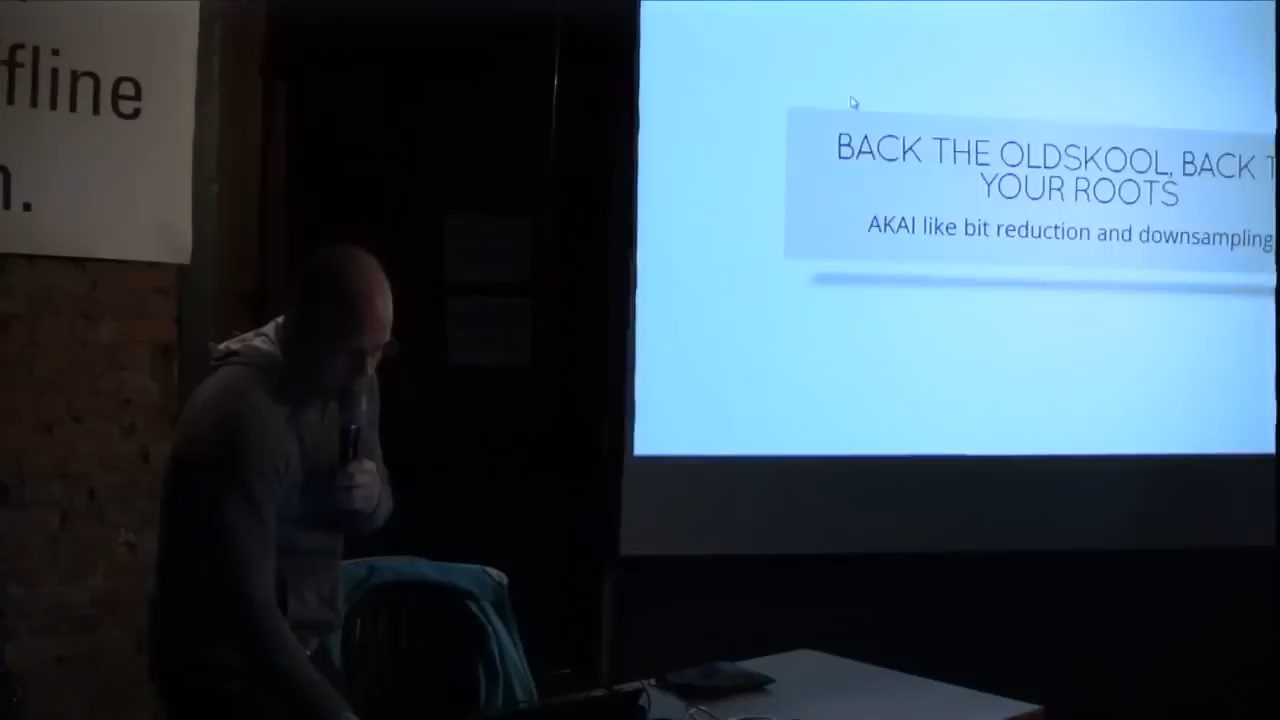 fline
n.
BACK THE OLDSKOOL, BACK T
YOUR ROOTS
AKAI like bit reduction and downsampling